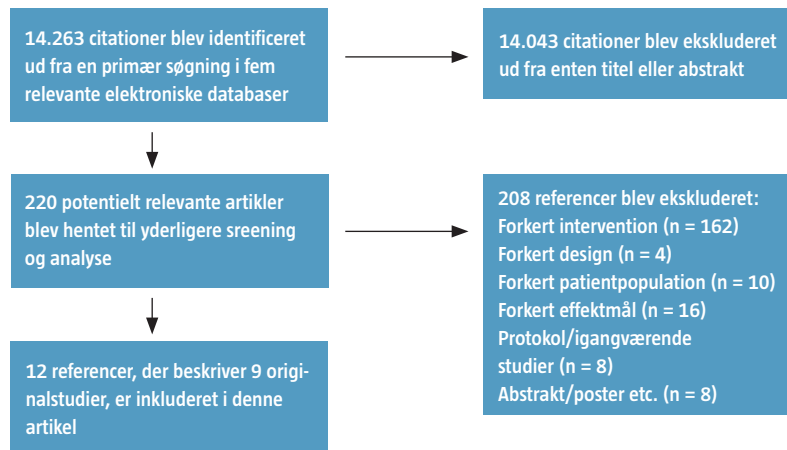 14.263 citationer blev identificeret
ud fra en primær søgning i fem
relevante elektroniske databaser
14.043 citationer blev ekskluderet
ud fra enten titel eller abstrakt
220 potentielt relevante artikler
blev hentet til yderligere sreening
og analyse
208 referencer blev ekskluderet:
Forkert intervention (n = 162)
Forkert design (n = 4)
Forkert patientpopulation (n = 10)
Forkert effektmål (n = 16)
Protokol/igangværende
studier (n = 8)
Abstrakt/poster etc. (n = 8)
12 referencer, der beskriver 9 origi-
nalstudier, er inkluderet i denne
artikel